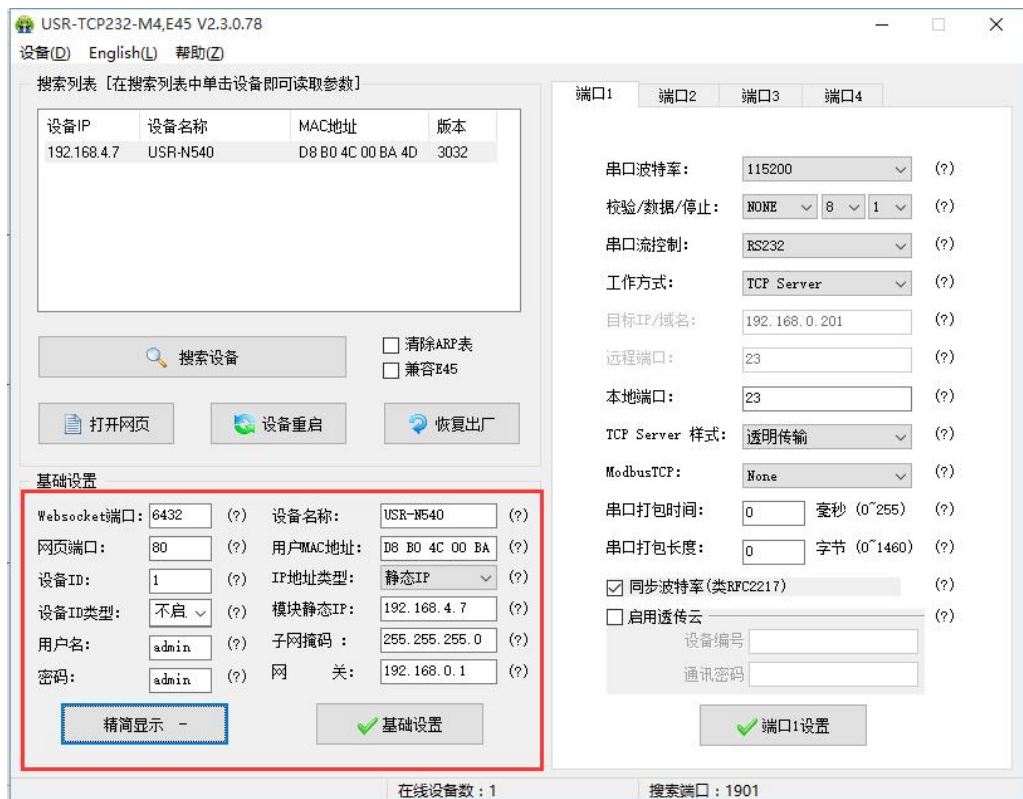 USR-TCP232-M4,E45 V2.3.0.78
设备(D) English(L) 帮助(Z)
搜索列表 [在搜索列表中单击设备即可读取参数]
设备IP 设备名称 MAC地址 版本
192.168.4.7 USR-N540 D8 B0 4C 00 BA 4D 3032
搜索设备
清除ARP表
兼容E45
打开网页 设备重启 恢复出厂
基础设置
Websocket端口: 6432 (?) 设备名称: USR-N540 (?)
网页端口: 80 (?) 用户MAC地址: D8 B0 4C 00 BA (?)
设备ID: 1 (?) IP地址类型: 静态IP (?)
设备ID类型: 不启 (?) 模块静态IP: 192.168.4.7 (?)
用户名: admin (?) 子网掩码 : 255.255.255.0 (?)
密码: admin (?) 网 关: 192.168.0.1 (?)
精简显示 - 基础设置
端口1 端口2 端口3 端口4
串口波特率: 115200 (?)
校验/数据/停止: NONE 8 1 (?)
串口流控制: RS232 (?)
工作方式: TCP Server (?)
目标IP/域名: 192.168.0.201 (?)
远程端口: 23 (?)
本地端口: 23 (?)
TCP Server 样式: 透明传输 (?)
ModbusTCP: None (?)
串口打包时间: 0 毫秒 (0~255) (?)
串口打包长度: 0 字节 (0~1460) (?)
同步波特率(类RFC2217) (?)
启用透传云 (?)
设备编号
通讯密码
端口1设置
在线设备数：1 搜索端口：1901